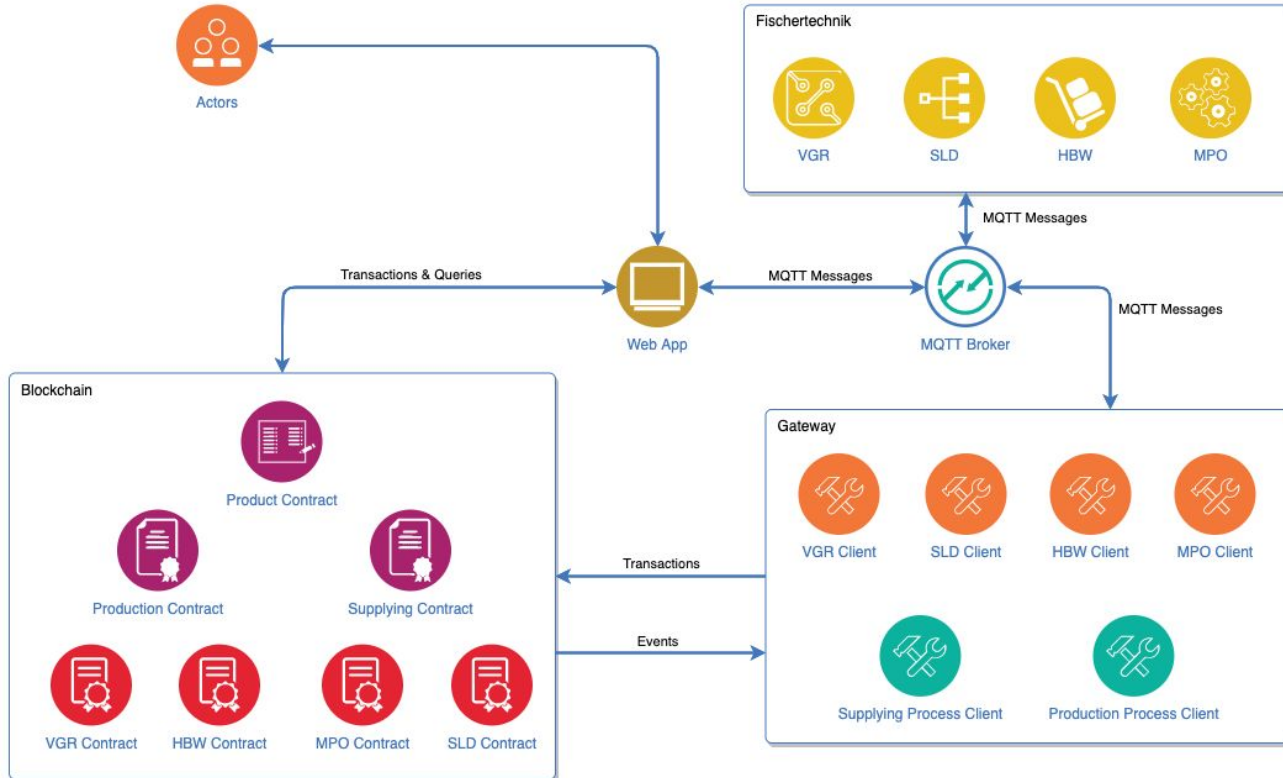 Fischertechnik
Actors
VGR
SLD
HBW
MPO
MQTT Messages
Transactions & Queries
MQTT Messages
MQTT Messages
Web App
MQTT Broker
Blockchain
Gateway
Product Contract
VGR Client
SLD Client
HBW Client
MPO Client
Transactions
Production Contract
Supplying Contract
Events
Supplying Process Client
Production Process Client
VGR Contract
HBW Contract
MPO Contract
SLD Contract